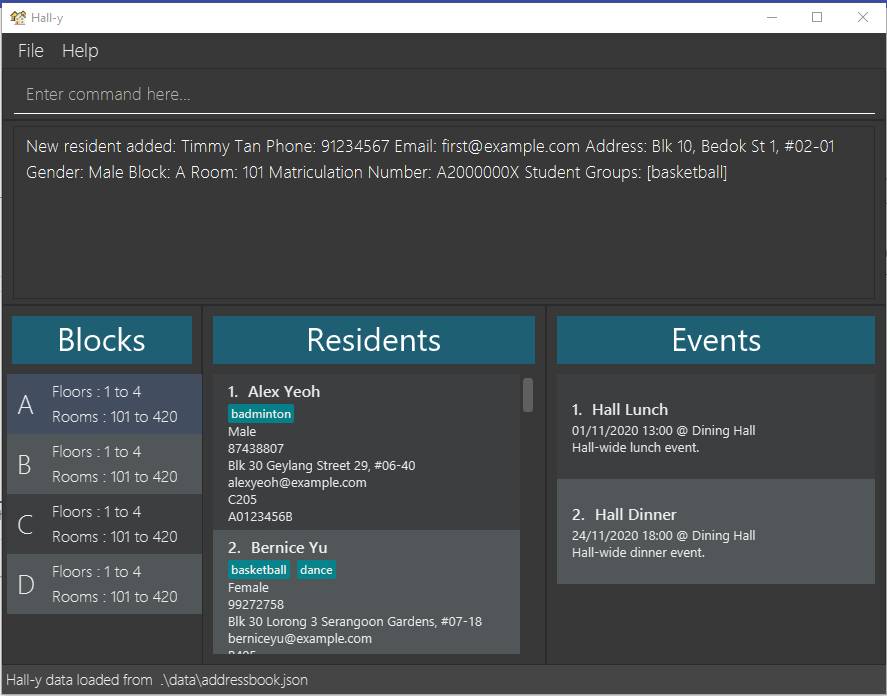 Hall-y
File Help
Enter command here...
New resident added: Timmy Tan Phone: 91234567 Email: first@example.com Address: Blk 10, Bedok St 1, #02-01
Gender: Male Block: A Room: 101 Matriculation Number: A2000000X Student Groups: [basketball]
Blocks
A
Floors : 1 to 4
Rooms : 101 to 420
B
Floors : 1 to 4
Rooms : 101 to 420
C
Floors : 1 to 4
Rooms : 101 to 420
D
Floors : 1 to 4
Rooms : 101 to 420
Residents
1. Alex Yeoh
badminton
Male
87438807
Blk 30 Geylang Street 29, #06-40
alexyeoh@example.com
C205
A0123456B
2. Bernice Yu
basketball dance
Female
99272758
Blk 30 Lorong 3 Serangoon Gardens, #07-18
berniceyu@example.com
Events
1. Hall Lunch
01/11/2020 13:00 @ Dining Hall
Hall-wide lunch event.
2. Hall Dinner
24/11/2020 18:00 @ Dining Hall
Hall-wide dinner event.
Hall-y data loaded from .\data\addressbook.json